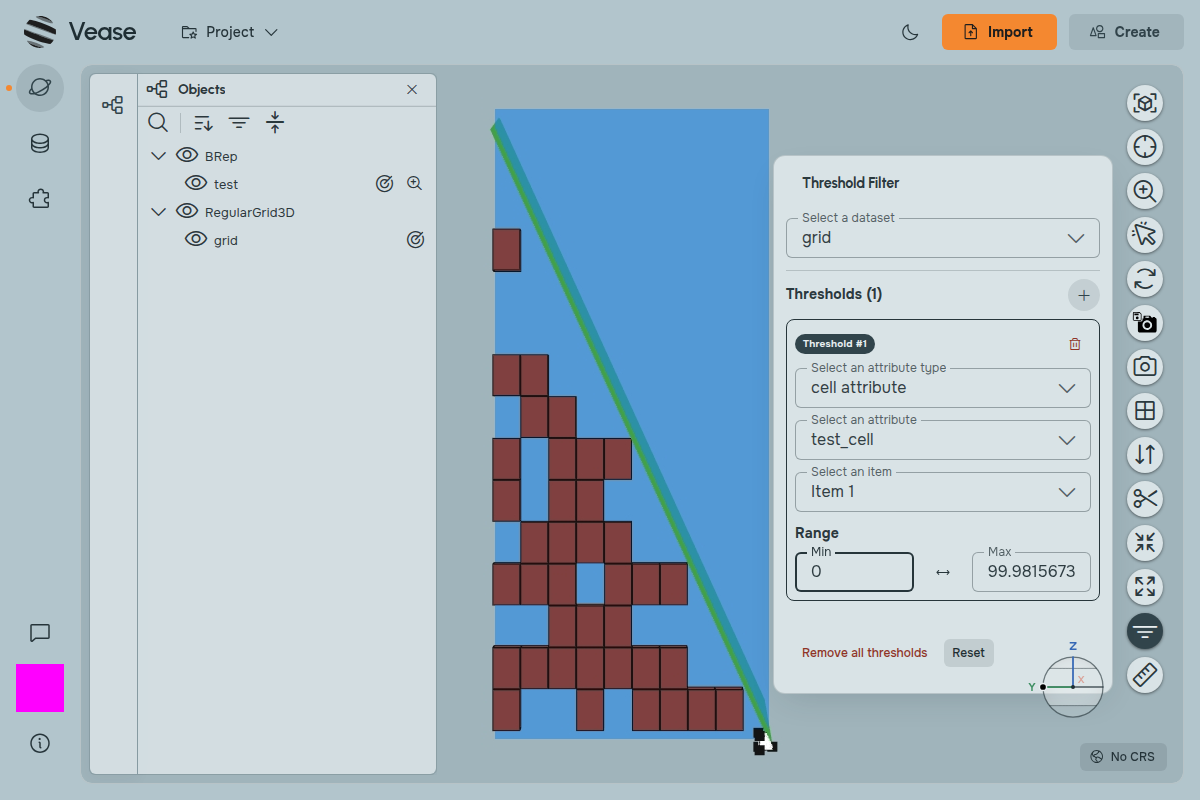 Vease
Project
Import
Create
Objects
BRep
test
RegularGrid3D
grid
Threshold Filter
Select a dataset
grid
Thresholds (1)
Threshold #1
Select an attribute type
cell attribute
Select an attribute
test_cell
Select an item
Item 1
Range
Min
0
Max
99.9815673
Remove all thresholds
Reset
Z
Y
X
No CRS